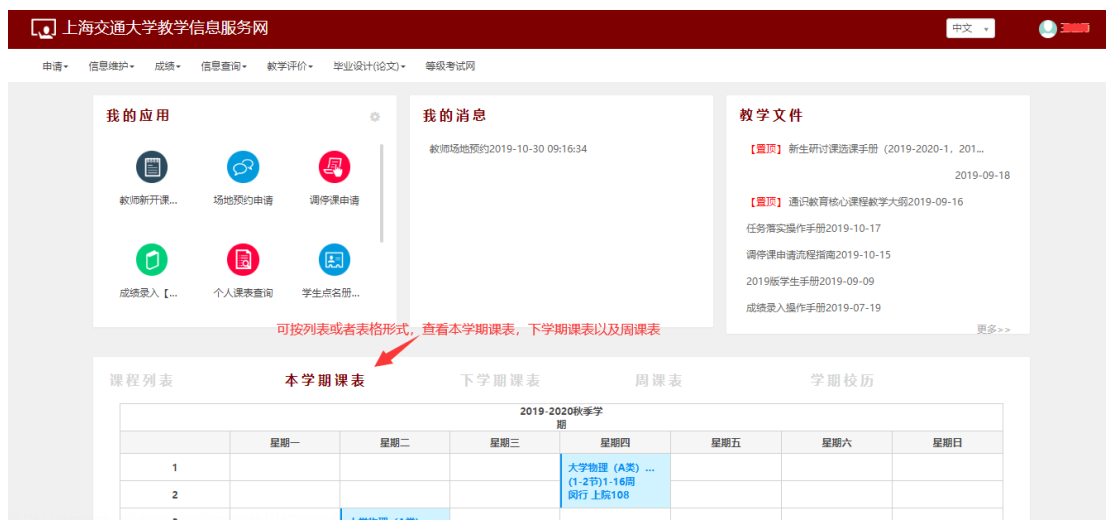 上海交通大学教学信息服务网
中文
申请
信息维护
成绩
信息查询
教学评价
毕业设计(论文)
等级考试网
我的应用
教师新开课...
场地预约申请
调停课申请
成绩录入【...
个人课表查询
学生点名册...
我的消息
教师场地预约2019-10-30 09:16:34
教学文件
【置顶】新生研讨课选课手册（2019-2020-1，201...
2019-09-18
【置顶】通识教育核心课程教学大纲2019-09-16
任务落实操作手册2019-10-17
调停课申请流程指南2019-10-15
2019版学生手册2019-09-09
成绩录入操作手册2019-07-19
更多>>
可按列表或者表格形式，查看本学期课表，下学期课表以及周课表
课程列表
本学期课表
下学期课表
周课表
学期校历
2019-2020秋季学
期
星期一 星期二 星期三 星期四 星期五 星期六 星期日
1
大学物理（A类）...
(1-2节)1-16周
2
闵行 上院108